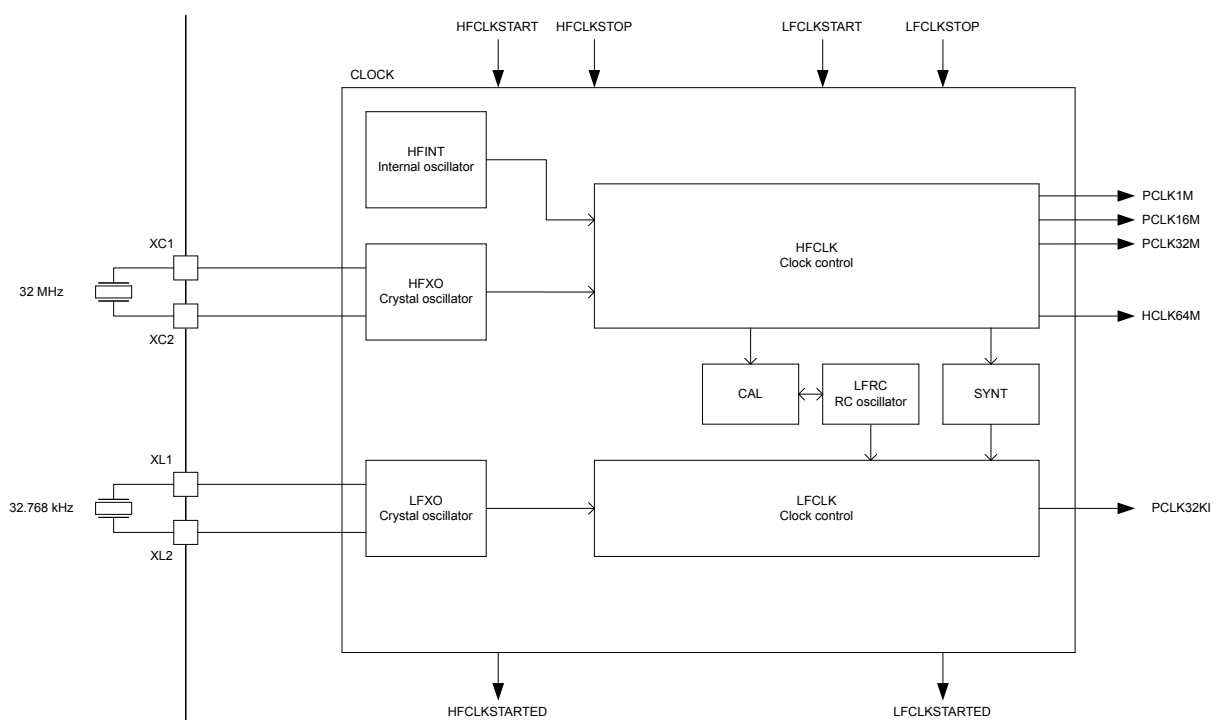 HFCLKSTART
HFCLKSTOP
LFCLKSTART
LFCLKSTOP
CLOCK
HFINT
Internal oscillator
PCLK1M
PCLK16M
PCLK32M
HFCLK
Clock control
XC1
HFXO
Crystal oscillator
32 MHz
XC2
HCLK64M
CAL
LFRC
RC oscillator
SYNT
XL1
LFXO
Crystal oscillator
LFCLK
Clock control
32.768 kHz
PCLK32KI
XL2
HFCLKSTARTED
LFCLKSTARTED